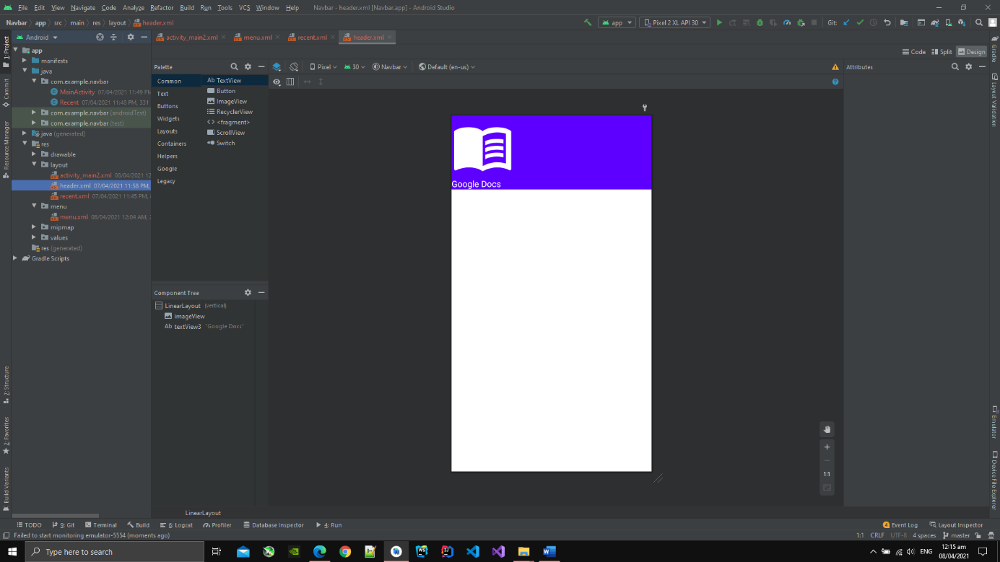 File Edit View Navigate Code Analyze Refactor Build Run Tools VCS Window Help Navbar - header.xml [Navbar.app] - Android Studio
Navbar app src main res layout header.xml
app Pixel 2 XL API 30 Git:
Android
activity_main2.xml menu.xml recent.xml header.xml
Code Split Design
1: Project
Commit
Resource Manager
Z: Structure
2: Favorites
Build Variants
app
manifests
java
com.example.navbar
MainActivity 07/04/2021 11:49 PM
Recent 07/04/2021 11:48 PM, 331
com.example.navbar (androidTest)
com.example.navbar (test)
java (generated)
res
drawable
layout
activity_main2.xml 08/04/2021 12
header.xml 07/04/2021 11:58 PM,
recent.xml 07/04/2021 11:45 PM,
menu
menu.xml 08/04/2021 12:04 AM,
mipmap
values
res (generated)
Gradle Scripts
Palette
Common
Text
Buttons
Widgets
Layouts
Containers
Helpers
Google
Legacy
Ab TextView
Button
ImageView
RecyclerView
<fragment>
ScrollView
Switch
Component Tree
LinearLayout (vertical)
imageView
Ab textView3 "Google Docs"
Pixel 30 Navbar Default (en-us)
Google Docs
1:1
LinearLayout
Attributes
Gradle
Layout Validation
Emulator
Device File Explorer
TODO 9: Git Terminal Build 6: Logcat Profiler Database Inspector 4: Run 4 Event Log Layout Inspector
Failed to start monitoring emulator-5554 (moments ago) 1:1 CRLF UTF-8 4 spaces master
Type here to search
ENG
12:15 am
08/04/2021